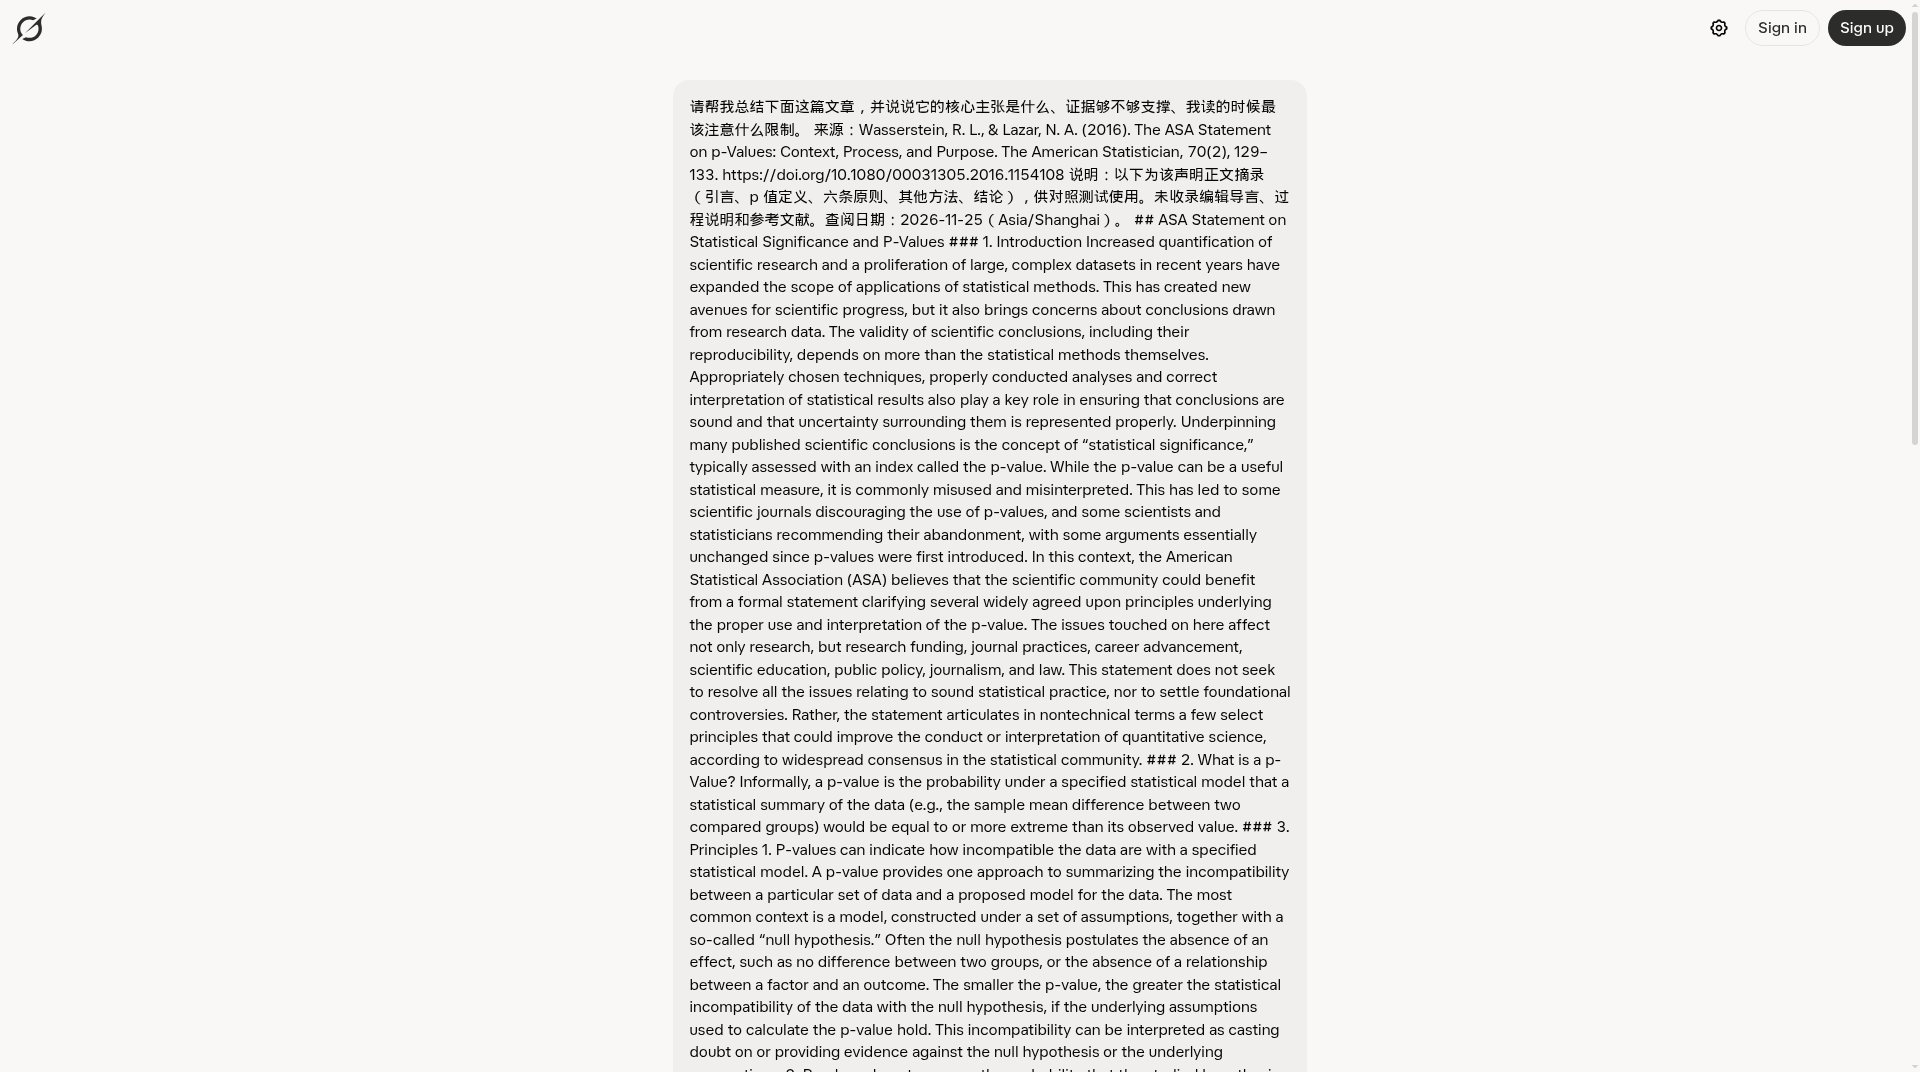 Sign in
Sign up
请帮我总结下面这篇文章，并说说它的核心主张是什么、证据够不够支撑、我读的时候最
该注意什么限制。 来源：Wasserstein, R. L., & Lazar, N. A. (2016). The ASA Statement
on p-Values: Context, Process, and Purpose. The American Statistician, 70(2), 129–
133. https://doi.org/10.1080/00031305.2016.1154108 说明：以下为该声明正文摘录
（引言、p 值定义、六条原则、其他方法、结论），供对照测试使用。未收录编辑导言、过
程说明和参考文献。查阅日期：2026-11-25（Asia/Shanghai）。 ## ASA Statement on
Statistical Significance and P-Values ### 1. Introduction Increased quantification of
scientific research and a proliferation of large, complex datasets in recent years have
expanded the scope of applications of statistical methods. This has created new
avenues for scientific progress, but it also brings concerns about conclusions drawn
from research data. The validity of scientific conclusions, including their
reproducibility, depends on more than the statistical methods themselves.
Appropriately chosen techniques, properly conducted analyses and correct
interpretation of statistical results also play a key role in ensuring that conclusions are
sound and that uncertainty surrounding them is represented properly. Underpinning
many published scientific conclusions is the concept of “statistical significance,”
typically assessed with an index called the p-value. While the p-value can be a useful
statistical measure, it is commonly misused and misinterpreted. This has led to some
scientific journals discouraging the use of p-values, and some scientists and
statisticians recommending their abandonment, with some arguments essentially
unchanged since p-values were first introduced. In this context, the American
Statistical Association (ASA) believes that the scientific community could benefit
from a formal statement clarifying several widely agreed upon principles underlying
the proper use and interpretation of the p-value. The issues touched on here affect
not only research, but research funding, journal practices, career advancement,
scientific education, public policy, journalism, and law. This statement does not seek
to resolve all the issues relating to sound statistical practice, nor to settle foundational
controversies. Rather, the statement articulates in nontechnical terms a few select
principles that could improve the conduct or interpretation of quantitative science,
according to widespread consensus in the statistical community. ### 2. What is a p-
Value? Informally, a p-value is the probability under a specified statistical model that a
statistical summary of the data (e.g., the sample mean difference between two
compared groups) would be equal to or more extreme than its observed value. ### 3.
Principles 1. P-values can indicate how incompatible the data are with a specified
statistical model. A p-value provides one approach to summarizing the incompatibility
between a particular set of data and a proposed model for the data. The most
common context is a model, constructed under a set of assumptions, together with a
so-called “null hypothesis.” Often the null hypothesis postulates the absence of an
effect, such as no difference between two groups, or the absence of a relationship
between a factor and an outcome. The smaller the p-value, the greater the statistical
incompatibility of the data with the null hypothesis, if the underlying assumptions
used to calculate the p-value hold. This incompatibility can be interpreted as casting
doubt on or providing evidence against the null hypothesis or the underlying